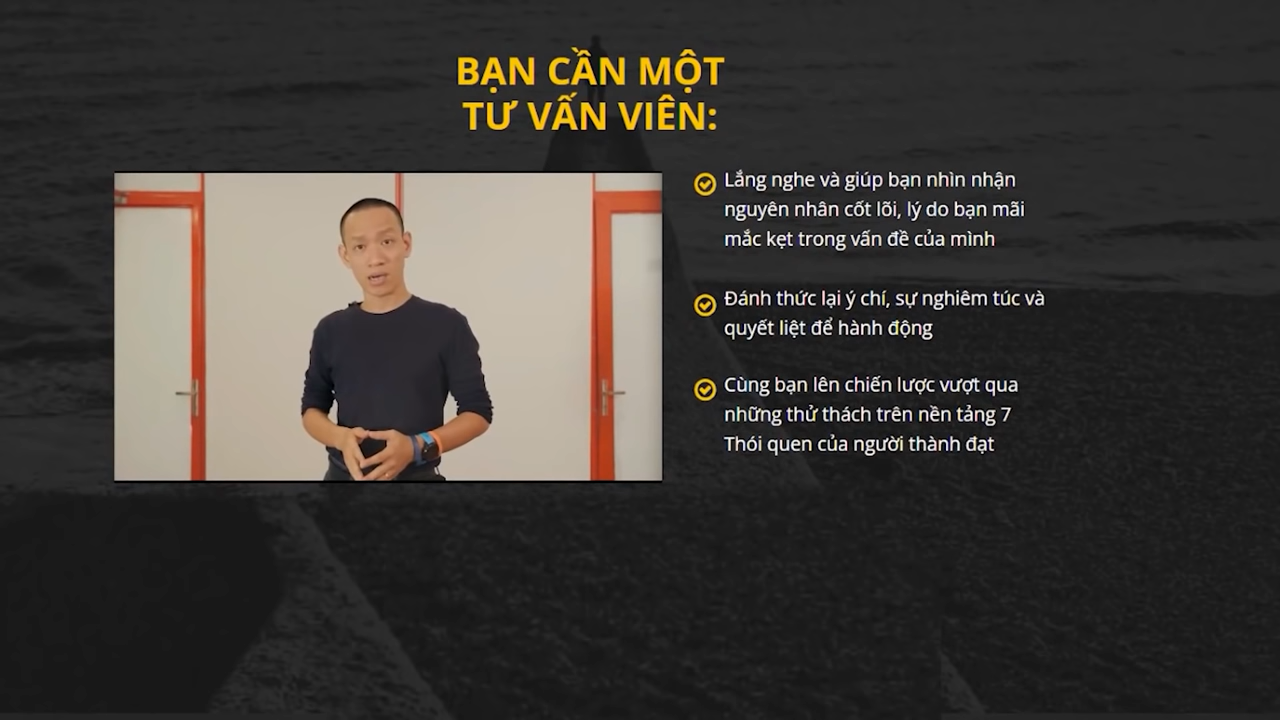 BẠN CẦN MỘT
TƯ VẤN VIÊN:
Lắng nghe và giúp bạn nhìn nhận
nguyên nhân cốt lõi, lý do bạn mãi
mắc kẹt trong vấn đề của mình
Đánh thức lại ý chí, sự nghiêm túc và
quyết liệt để hành động
Cùng bạn lên chiến lược vượt qua
những thử thách trên nền tảng 7
Thói quen của người thành đạt